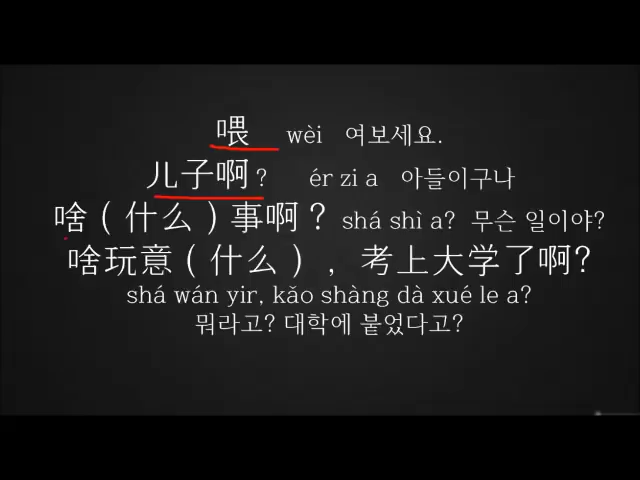 喂 wèi 여보세요.
儿子啊? ér zi a 아들이구나
啥（什么）事啊？shá shì a? 무슨 일이야?
啥玩意（什么），考上大学了啊?
shá wán yir, kǎo shàng dà xué le a?
뭐라고? 대학에 붙었다고?